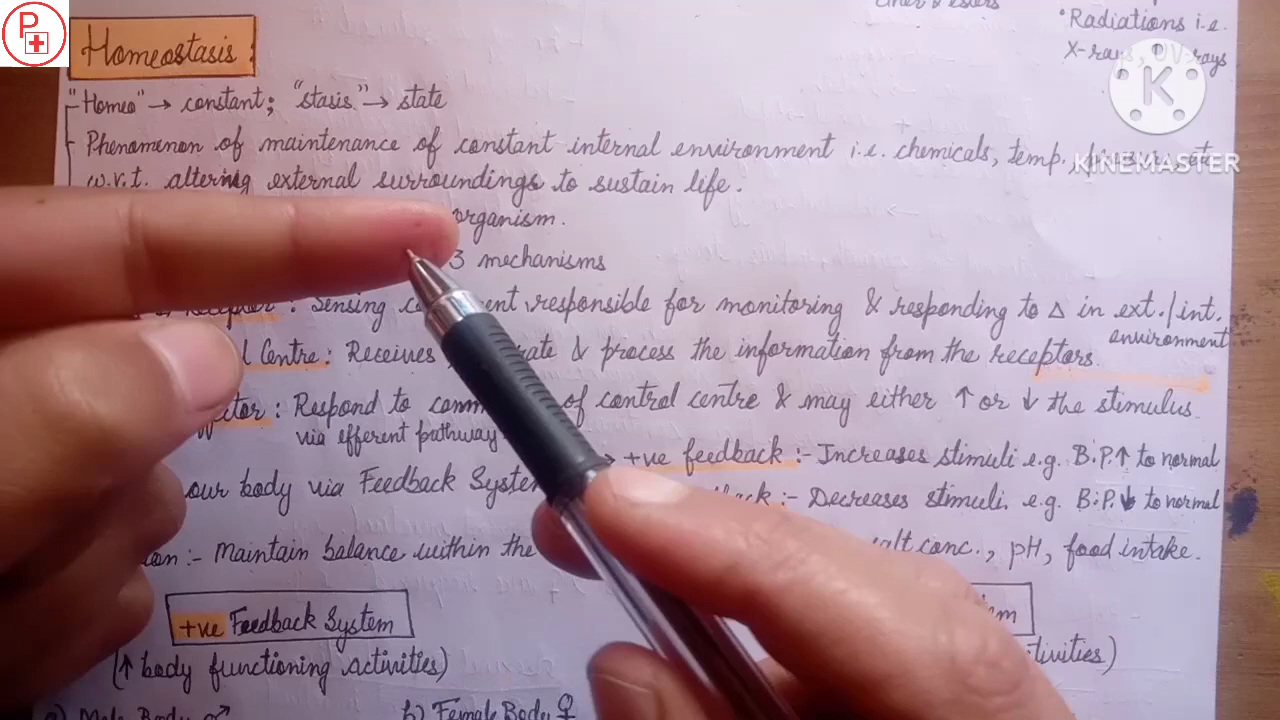 P
Radiations i.e.
X-rays, UV-rays
K
KINEMASTER
Homeostasis
"Homeo" → constant; "stasis" → state
Phenomenon of maintenance of constant internal environment i.e. chemicals, temp.
w.r.t. altering external surroundings to sustain life.
organism.
3 mechanisms
Receptor : Sensing responsible for monitoring & responding to Δ in ext./int.
environment
Centre: Receives & process the information from the receptors.
: Respond to of control centre & may either ↑ or ↓ the stimulus.
via efferent pathway
→ +ve feedback :- Increases stimuli e.g. B.P. ↑ to normal
our body via Feedback System
:- Decreases stimuli. e.g. B.P. ↓ to normal
:- Maintain balance within the salt conc., pH, food intake.
+ve Feedback System
(↑ body functioning activities)
a) Male Body ♂
b) Female Body ♀